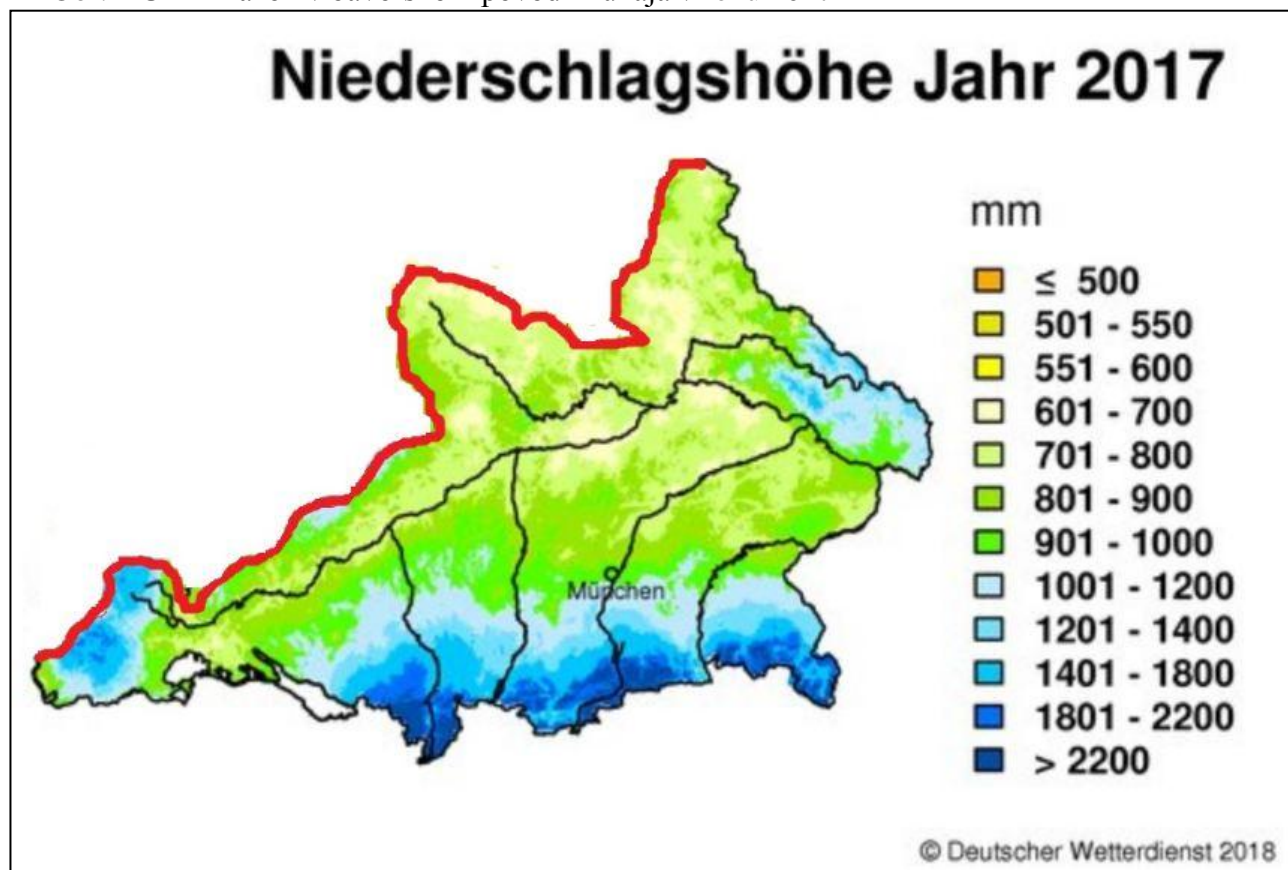 Niederschlagshöhe Jahr 2017
mm
≤ 500
501 - 550
551 - 600
601 - 700
701 - 800
801 - 900
901 - 1000
1001 - 1200
1201 - 1400
1401 - 1800
1801 - 2200
> 2200
München
© Deutscher Wetterdienst 2018